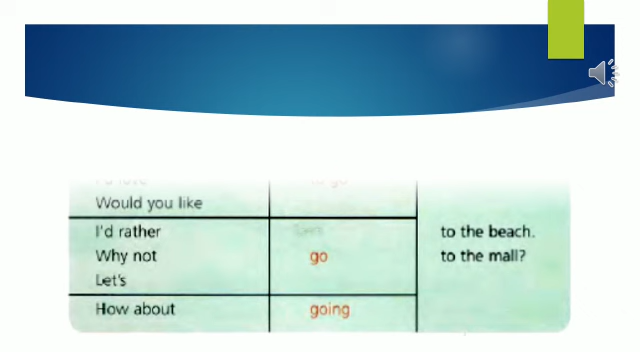 Would you like
I'd rather to the beach.
Why not go to the mall?
Let's
How about going